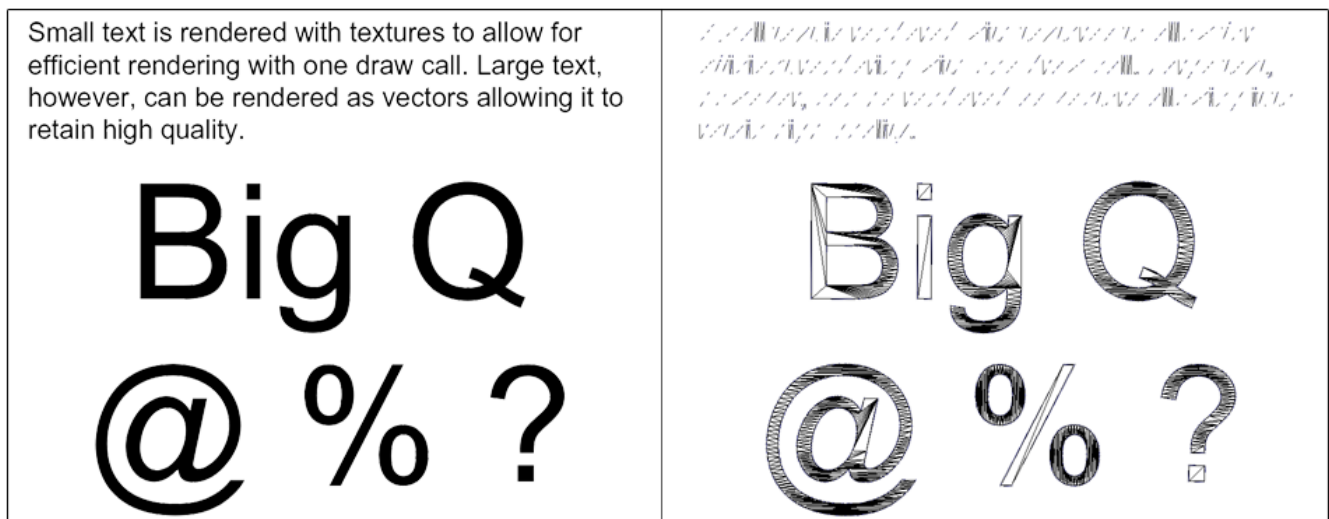 Small text is rendered with textures to allow for
efficient rendering with one draw call. Large text,
however, can be rendered as vectors allowing it to
retain high quality.
Big Q
@ % ?
Big Q
@ % ?